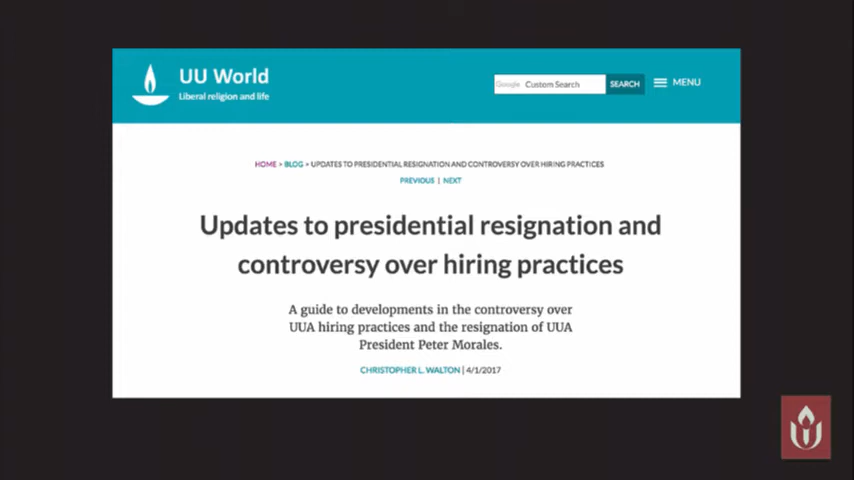 UU World
Liberal religion and life
Google Custom Search
SEARCH
MENU
HOME > BLOG > UPDATES TO PRESIDENTIAL RESIGNATION AND CONTROVERSY OVER HIRING PRACTICES
PREVIOUS | NEXT
Updates to presidential resignation and
controversy over hiring practices
A guide to developments in the controversy over
UUA hiring practices and the resignation of UUA
President Peter Morales.
CHRISTOPHER L. WALTON | 4/1/2017